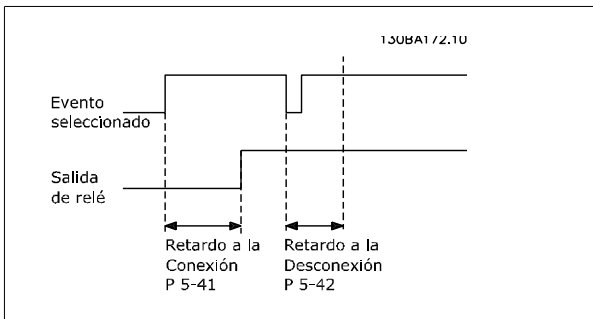 130BA172.10
Evento
seleccionado
Salida
de relé
Retardo a la
Conexión
P 5-41
Retardo a la
Desconexión
P 5-42